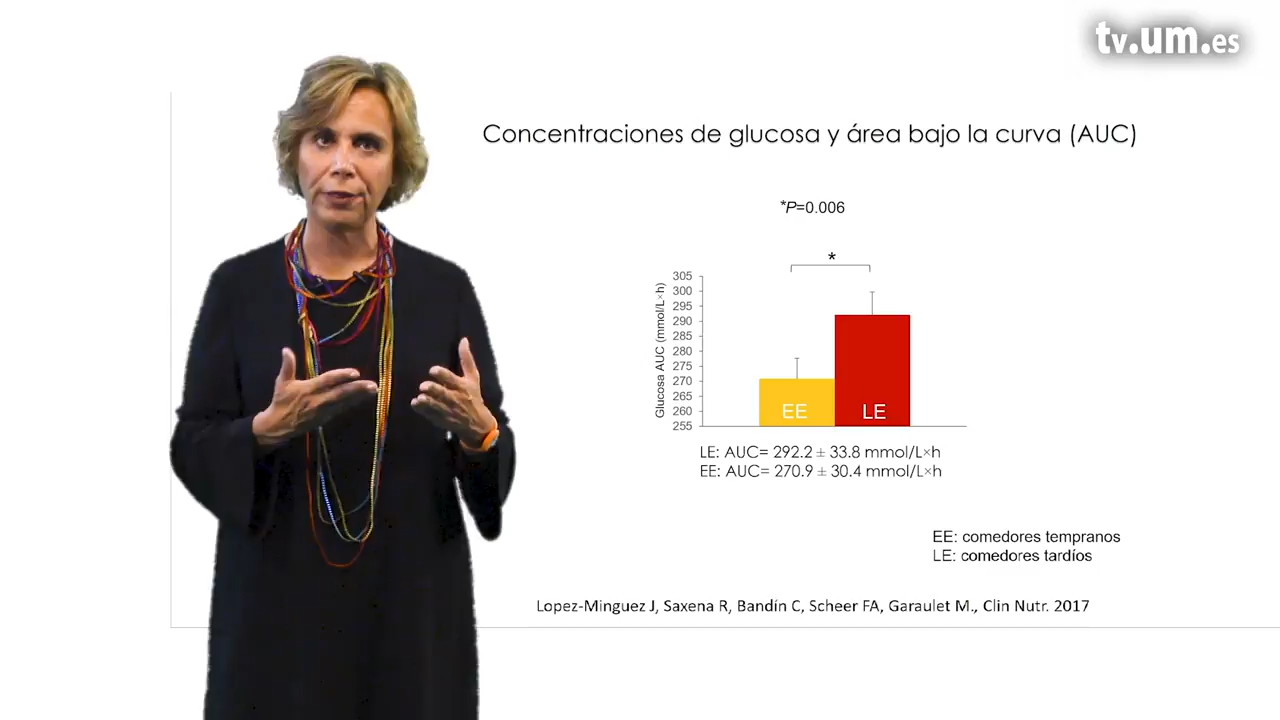 tv.um.es
Concentraciones de glucosa y área bajo la curva (AUC)
*P=0.006
*
Glucosa AUC (mmol/L×h)
305
300
295
290
285
280
275
270
265
260
255
EE
LE
LE: AUC= 292.2 ± 33.8 mmol/L×h
EE: AUC= 270.9 ± 30.4 mmol/L×h
EE: comedores tempranos
LE: comedores tardíos
Lopez-Minguez J, Saxena R, Bandín C, Scheer FA, Garaulet M., Clin Nutr. 2017